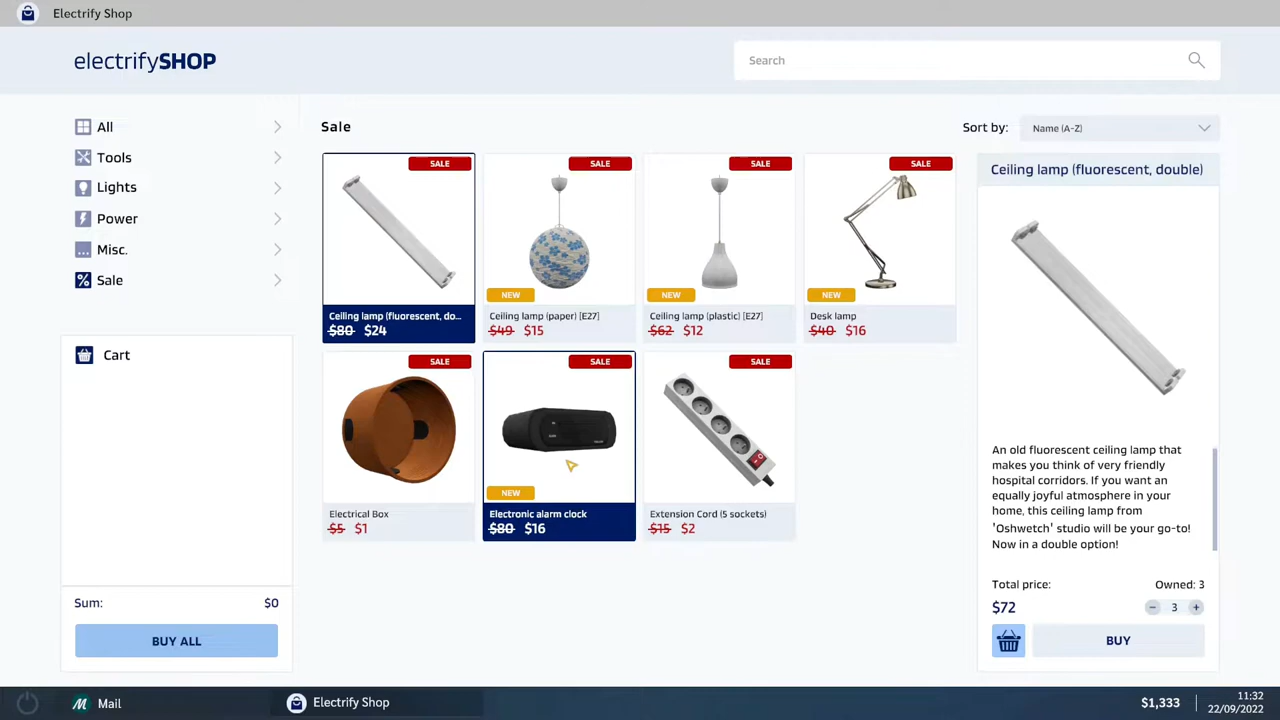 Electrify Shop
electrifySHOP
Search
All
Tools
Lights
Power
Misc.
Sale
Cart
Sum: $0
BUY ALL
Sale
Sort by: Name (A-Z)
SALE
Ceiling lamp (fluorescent, do...
$80 $24
SALE
NEW
Ceiling lamp (paper) [E27]
$49 $15
SALE
NEW
Ceiling lamp (plastic) [E27]
$62 $12
SALE
NEW
Desk lamp
$40 $16
SALE
Electrical Box
$5 $1
SALE
NEW
Electronic alarm clock
$80 $16
SALE
Extension Cord (5 sockets)
$15 $2
Ceiling lamp (fluorescent, double)
An old fluorescent ceiling lamp that
makes you think of very friendly
hospital corridors. If you want an
equally joyful atmosphere in your
home, this ceiling lamp from
'Oshwetch' studio will be your go-to!
Now in a double option!
Total price: Owned: 3
$72 − 3 +
BUY
Mail
Electrify Shop
$1,333
11:32
22/09/2022